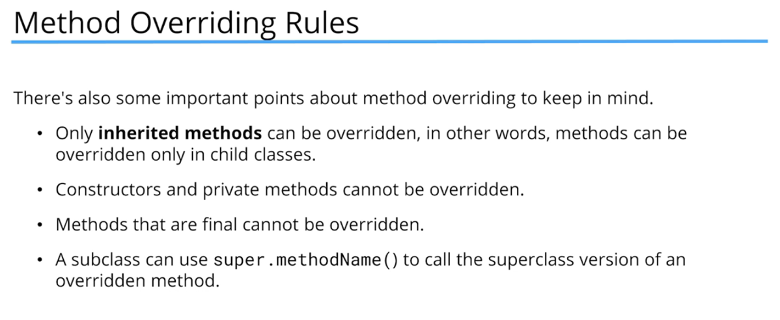 Method Overriding Rules
There's also some important points about method overriding to keep in mind.
• Only inherited methods can be overridden, in other words, methods can be
overridden only in child classes.
• Constructors and private methods cannot be overridden.
• Methods that are final cannot be overridden.
• A subclass can use super.methodName() to call the superclass version of an
overridden method.